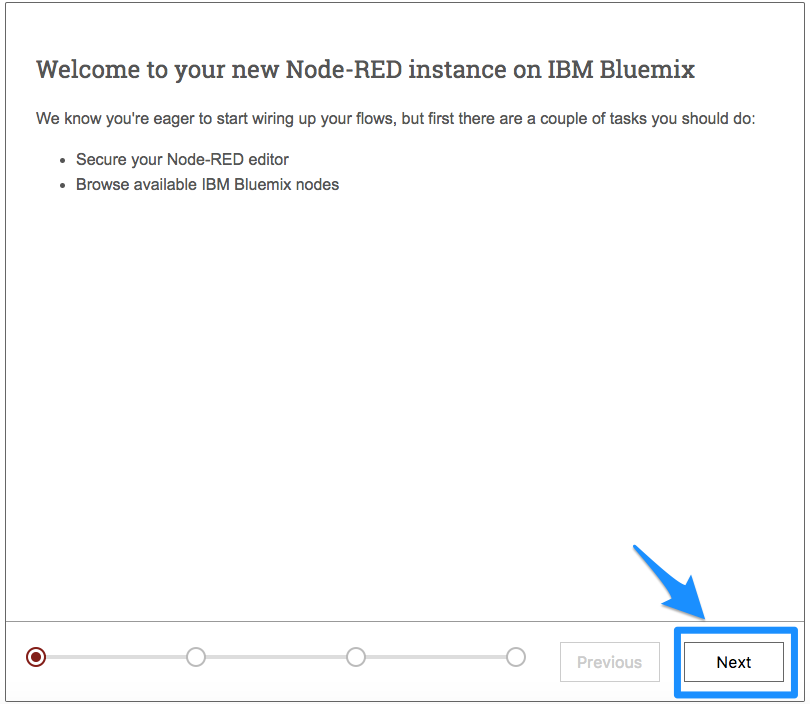 Welcome to your new Node-RED instance on IBM Bluemix
We know you're eager to start wiring up your flows, but first there are a couple of tasks you should do:
• Secure your Node-RED editor
• Browse available IBM Bluemix nodes
Previous
Next